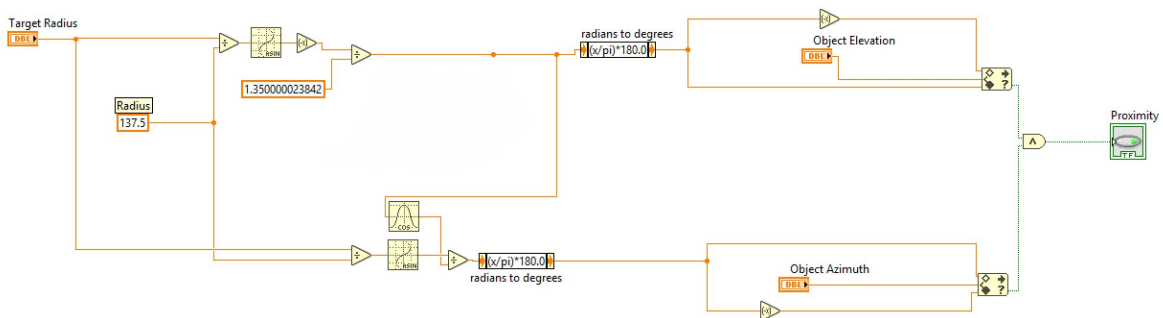 Target Radius
DBL
ASIN
(-x)
1.350000023842
Radius
137.5
radians to degrees
(x/pi)*180.0
(-x)
Object Elevation
DBL
?
Proximity
TF
COS
ASIN
(x/pi)*180.0
radians to degrees
Object Azimuth
DBL
?
(-x)